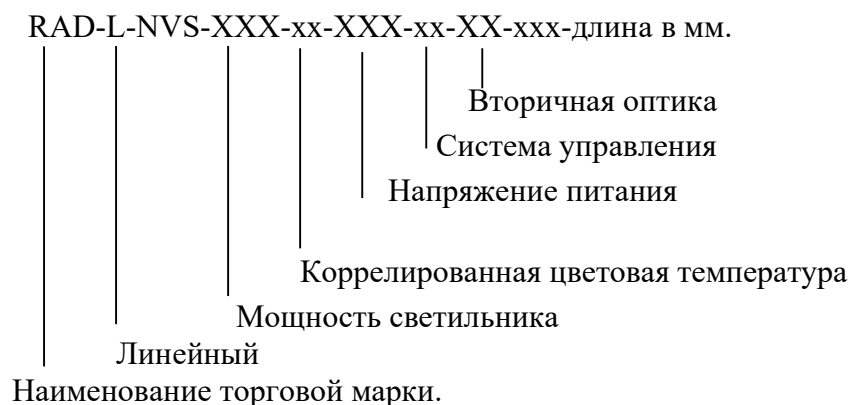 RAD-L-NVS-XXX-xx-XXX-xx-XX-xxx-длина в мм.
Вторичная оптика
Система управления
Напряжение питания
Коррелированная цветовая температура
Мощность светильника
Линейный
Наименование торговой марки.